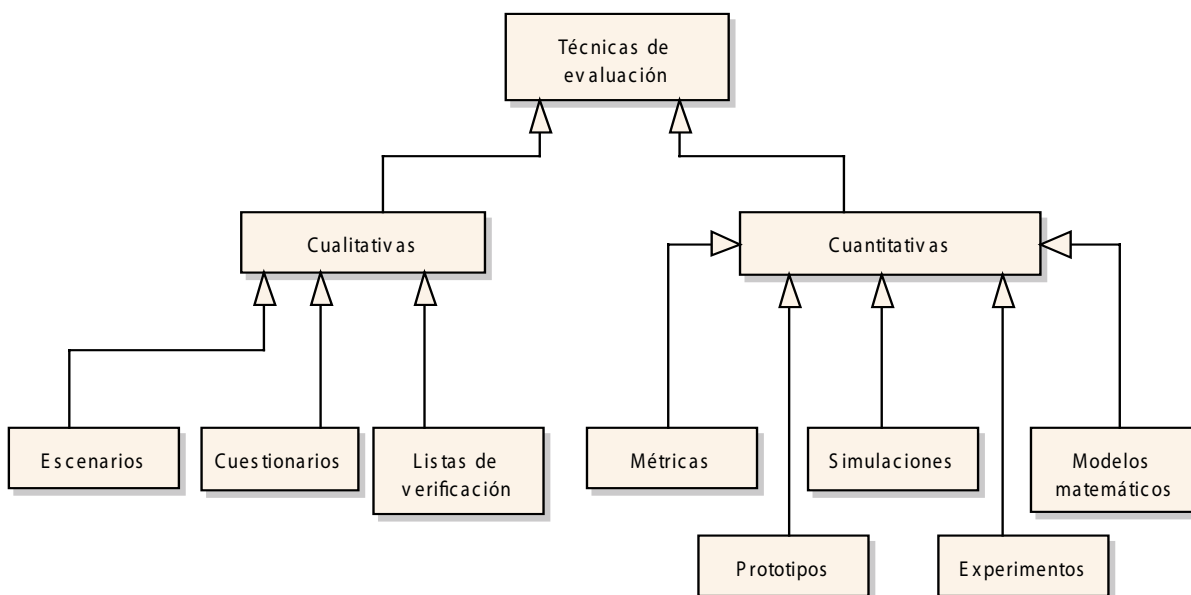 Técnicas de
evaluación
Cualitativas
Cuantitativas
Escenarios
Cuestionarios
Listas de
verificación
Métricas
Simulaciones
Modelos
matemáticos
Prototipos
Experimentos